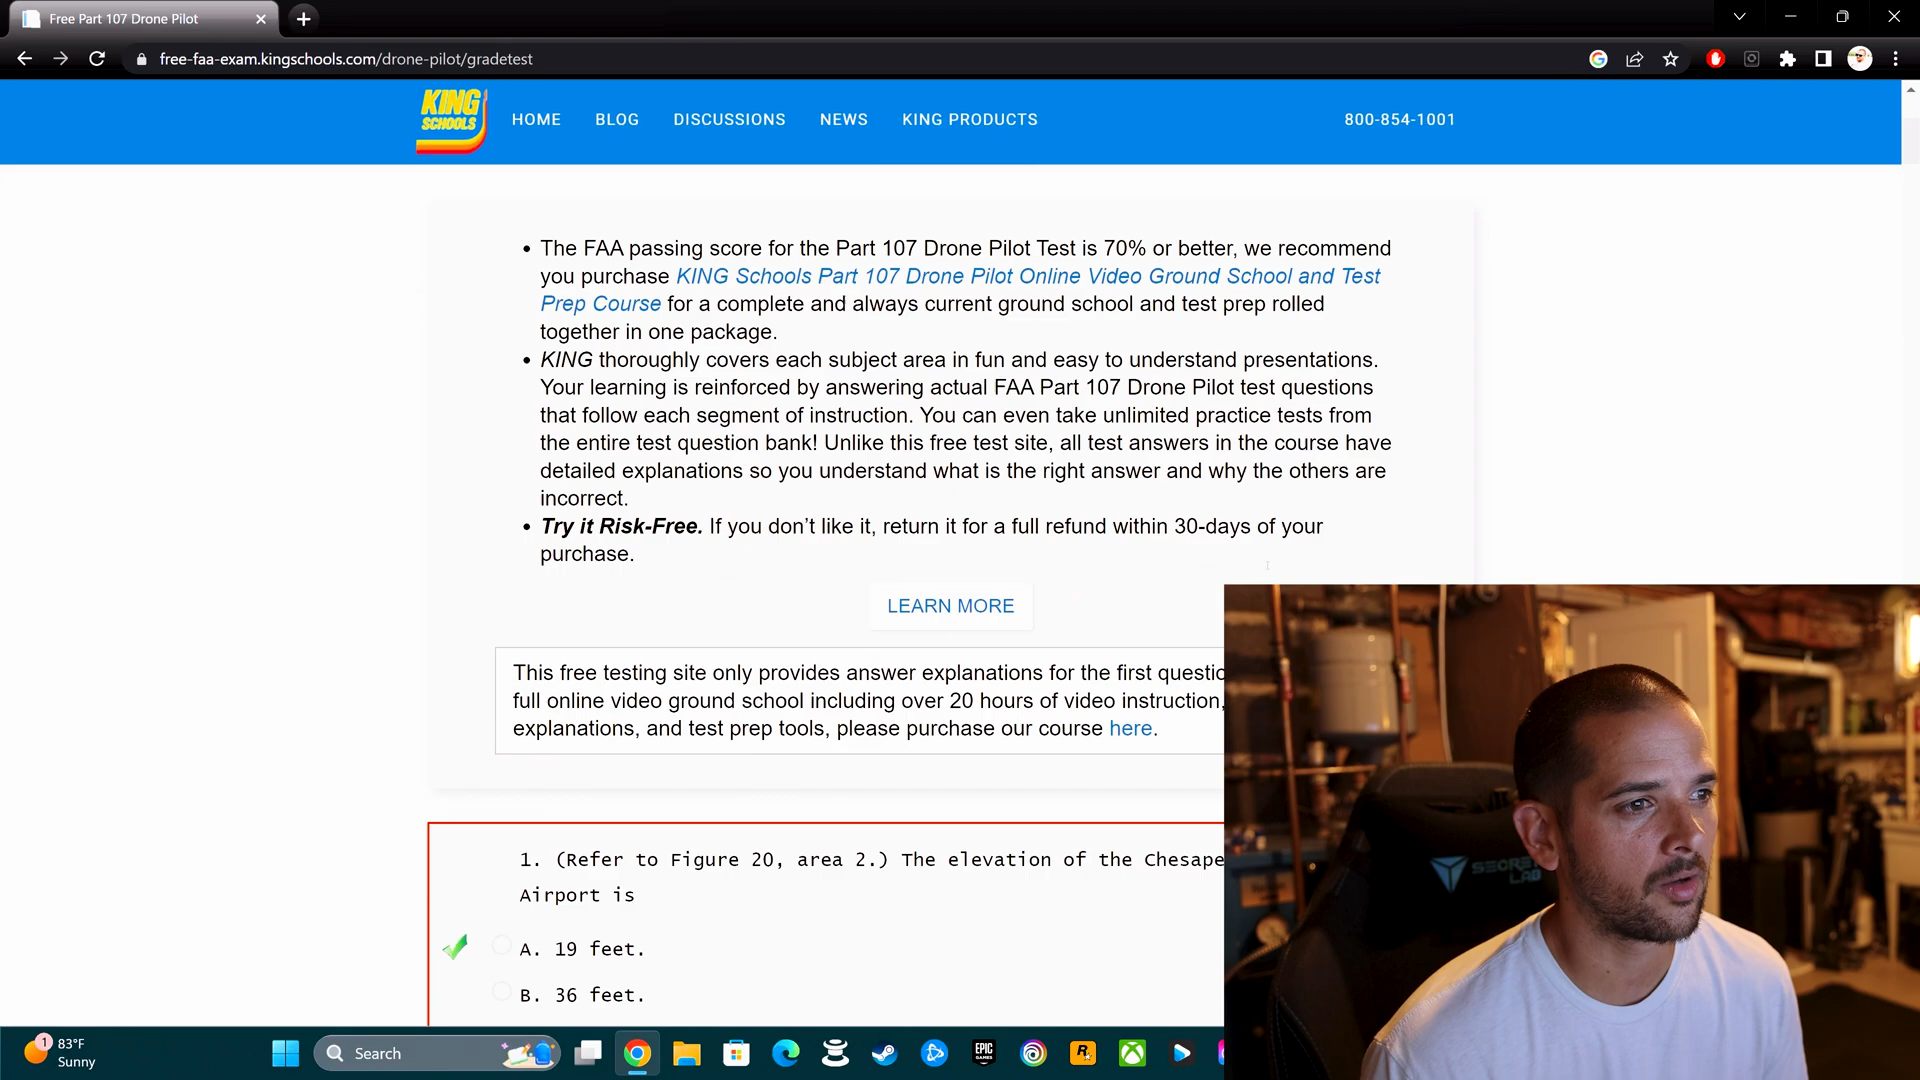 Free Part 107 Drone Pilot
free-faa-exam.kingschools.com/drone-pilot/gradetest
KING
SCHOOLS
HOME
BLOG
DISCUSSIONS
NEWS
KING PRODUCTS
800-854-1001
• The FAA passing score for the Part 107 Drone Pilot Test is 70% or better, we recommend
you purchase KING Schools Part 107 Drone Pilot Online Video Ground School and Test
Prep Course for a complete and always current ground school and test prep rolled
together in one package.
• KING thoroughly covers each subject area in fun and easy to understand presentations.
Your learning is reinforced by answering actual FAA Part 107 Drone Pilot test questions
that follow each segment of instruction. You can even take unlimited practice tests from
the entire test question bank! Unlike this free test site, all test answers in the course have
detailed explanations so you understand what is the right answer and why the others are
incorrect.
• Try it Risk-Free. If you don't like it, return it for a full refund within 30-days of your
purchase.
LEARN MORE
This free testing site only provides answer explanations for the first questio
full online video ground school including over 20 hours of video instruction,
explanations, and test prep tools, please purchase our course here.
1. (Refer to Figure 20, area 2.) The elevation of the Chesape
Airport is
A. 19 feet.
B. 36 feet.
SECRET
LAB
1
83°F
Sunny
Search
EPIC
GAMES
R